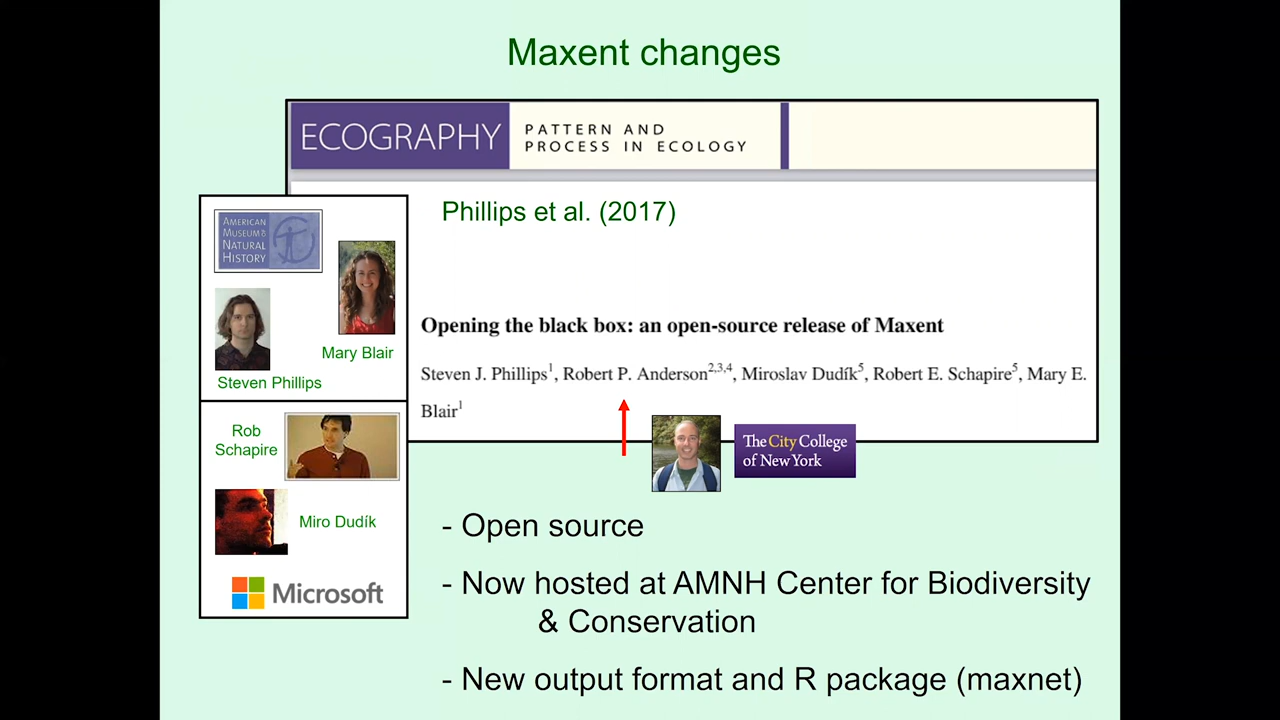 Maxent changes
ECOGRAPHY
PATTERN AND
PROCESS IN ECOLOGY
Phillips et al. (2017)
Opening the black box: an open-source release of Maxent
Steven J. Phillips1, Robert P. Anderson2,3,4, Miroslav Dudík5, Robert E. Schapire5, Mary E.
Blair1
AMERICAN
MUSEUM &
NATURAL
HISTORY
Mary Blair
Steven Phillips
Rob
Schapire
Miro Dudík
Microsoft
The City College
of New York
- Open source
- Now hosted at AMNH Center for Biodiversity
& Conservation
- New output format and R package (maxnet)